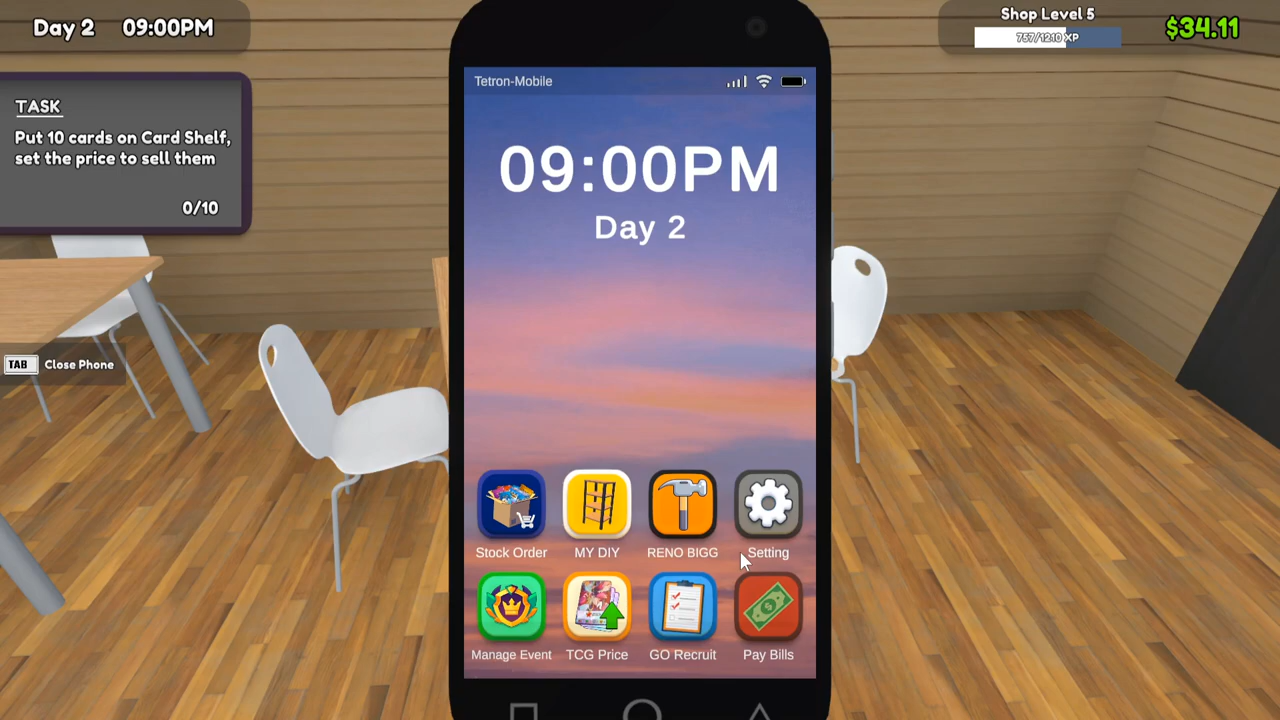 Day 2 09:00PM
Shop Level 5
757/1210 XP
$34.11
TASK
Put 10 cards on Card Shelf,
set the price to sell them
0/10
TAB Close Phone
Tetron-Mobile
09:00PM
Day 2
Stock Order MY DIY RENO BIGG Setting
Manage Event TCG Price GO Recruit Pay Bills